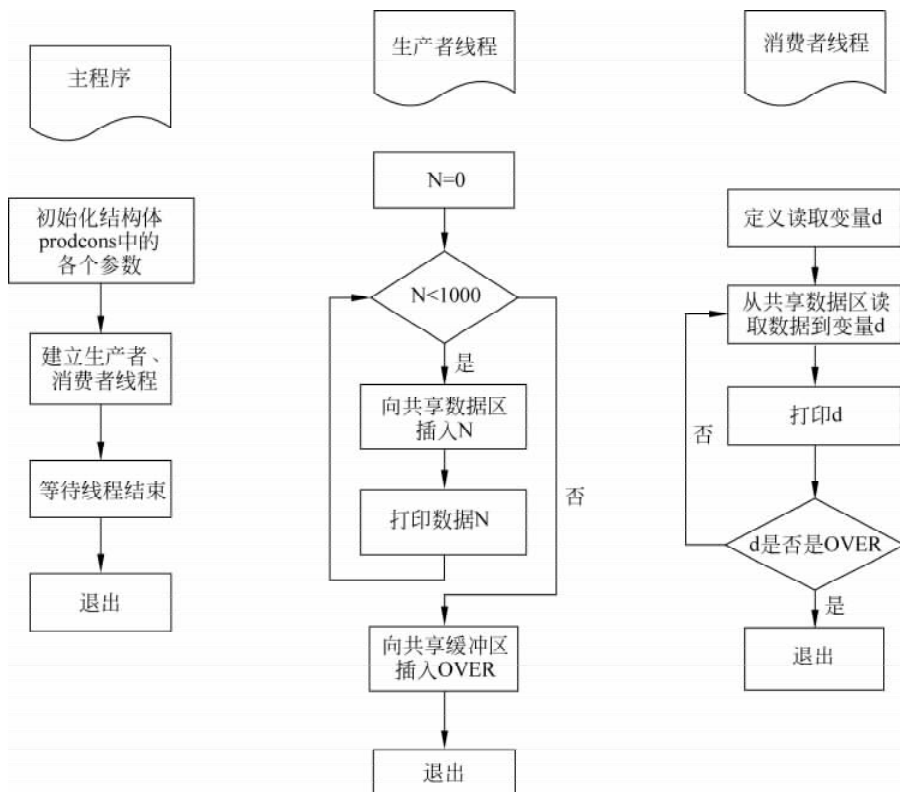 主程序
初始化结构体
prodcons中的
各个参数
建立生产者、
消费者线程
等待线程结束
退出
生产者线程
N=0
N<1000
是
向共享数据区
插入N
打印数据N
否
向共享缓冲区
插入OVER
退出
消费者线程
定义读取变量d
从共享数据区读
取数据到变量d
打印d
否
d是否是OVER
是
退出